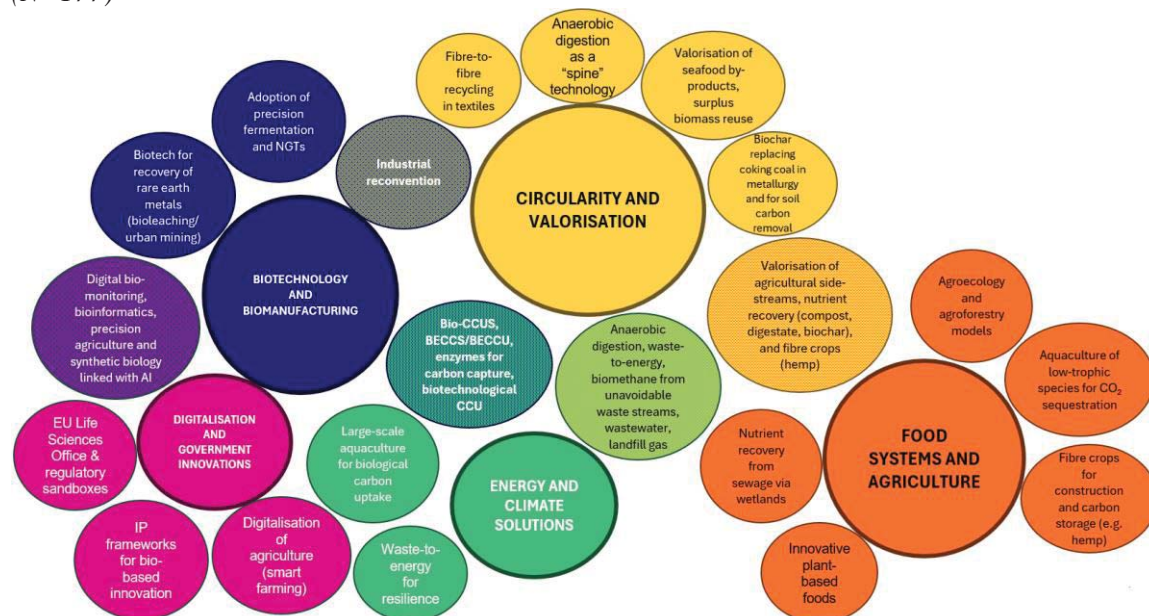 Anaerobic
digestion
as a
"spine"
technology
Fibre-to-
fibre
recycling
in textiles
Valorisation of
seafood by-
products,
surplus
biomass reuse
Adoption of
precision
fermentation
and NGTs
Industrial
reconvention
Biochar
replacing
coking coal in
metallurgy
and for soil
carbon
removal
Biotech for
recovery of
rare earth
metals
(bioleaching/
urban mining)
CIRCULARITY AND
VALORISATION
BIOTECHNOLOGY
AND
BIOMANUFACTURING
Digital bio-
monitoring,
bioinformatics,
precision
agriculture and
synthetic biology
linked with AI
Valorisation of
agricultural side-
streams, nutrient
recovery (compost,
digestate, biochar),
and fibre crops
(hemp)
Agroecology
and
agroforestry
models
Bio-CCUS,
BECCS/BECCU,
enzymes for
carbon capture,
biotechnological
CCU
Anaerobic
digestion, waste-
to-energy,
biomethane from
unavoidable
waste streams,
wastewater,
landfill gas
Aquaculture of
low-trophic
species for CO₂
sequestration
EU Life
Sciences
Office &
regulatory
sandboxes
DIGITALISATION
AND
GOVERNMENT
INNOVATIONS
Large-scale
aquaculture
for biological
carbon
uptake
ENERGY AND
CLIMATE
SOLUTIONS
Nutrient
recovery
from
sewage via
wetlands
FOOD
SYSTEMS AND
AGRICULTURE
Fibre crops for
construction
and carbon
storage (e.g.
hemp)
IP
frameworks
for bio-
based
innovation
Digitalisation
of
agriculture
(smart
farming)
Waste-to-
energy for
resilience
Innovative
plant-
based
foods